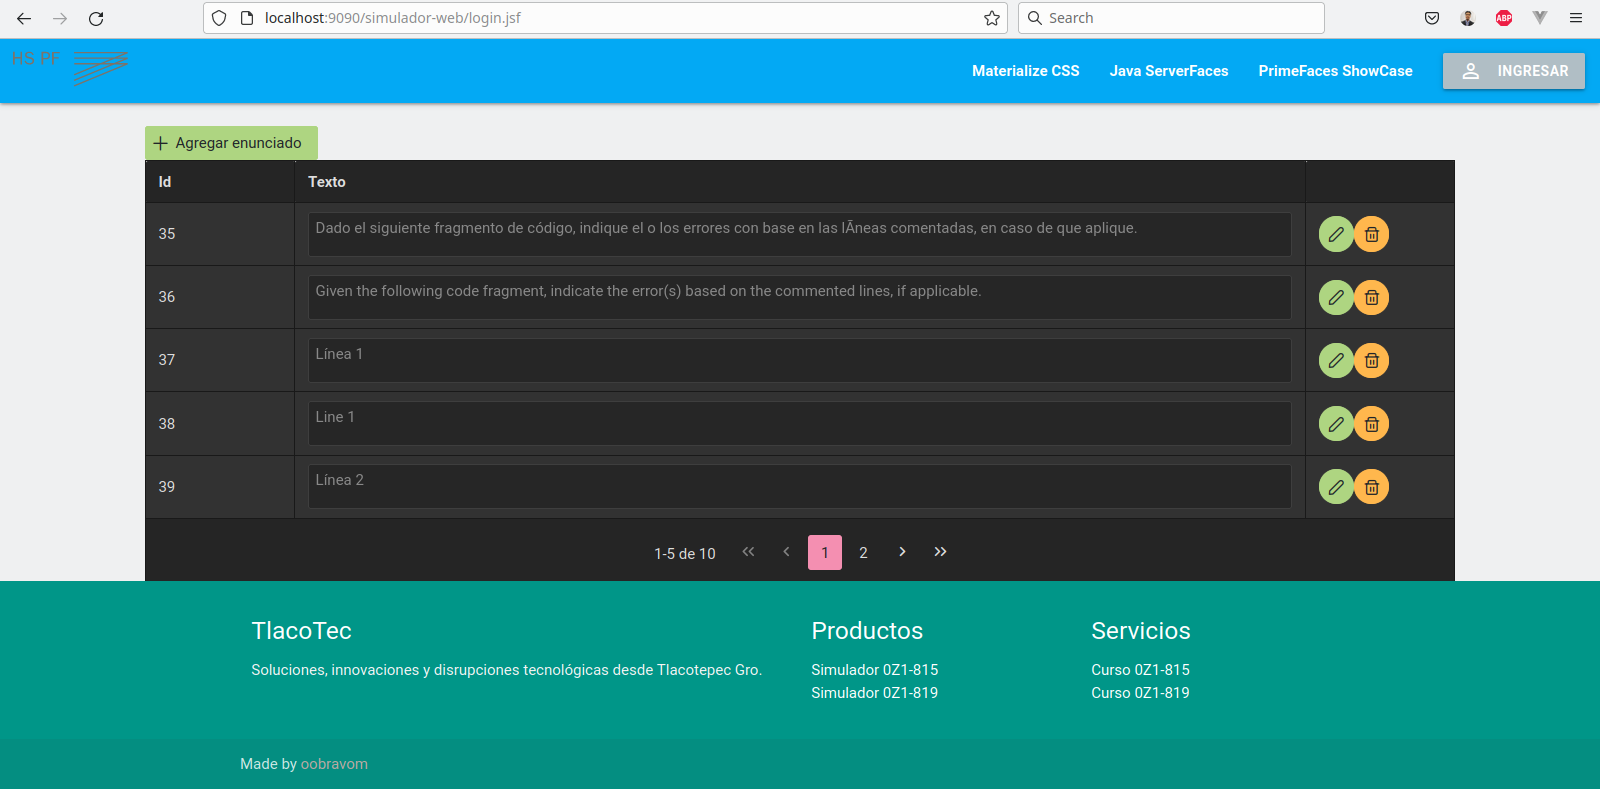 localhost:9090/simulador-web/login.jsf
Search
ABP
HS PF
Materialize CSS
Java ServerFaces
PrimeFaces ShowCase
INGRESAR
Agregar enunciado
Id Texto
35 Dado el siguiente fragmento de código, indique el o los errores con base en las lÃneas comentadas, en caso de que aplique.
36 Given the following code fragment, indicate the error(s) based on the commented lines, if applicable.
37 Línea 1
38 Line 1
39 Línea 2
1-5 de 10 1 2
TlacoTec
Soluciones, innovaciones y disrupciones tecnológicas desde Tlacotepec Gro.
Productos
Simulador 0Z1-815
Simulador 0Z1-819
Servicios
Curso 0Z1-815
Curso 0Z1-819
Made by oobravom